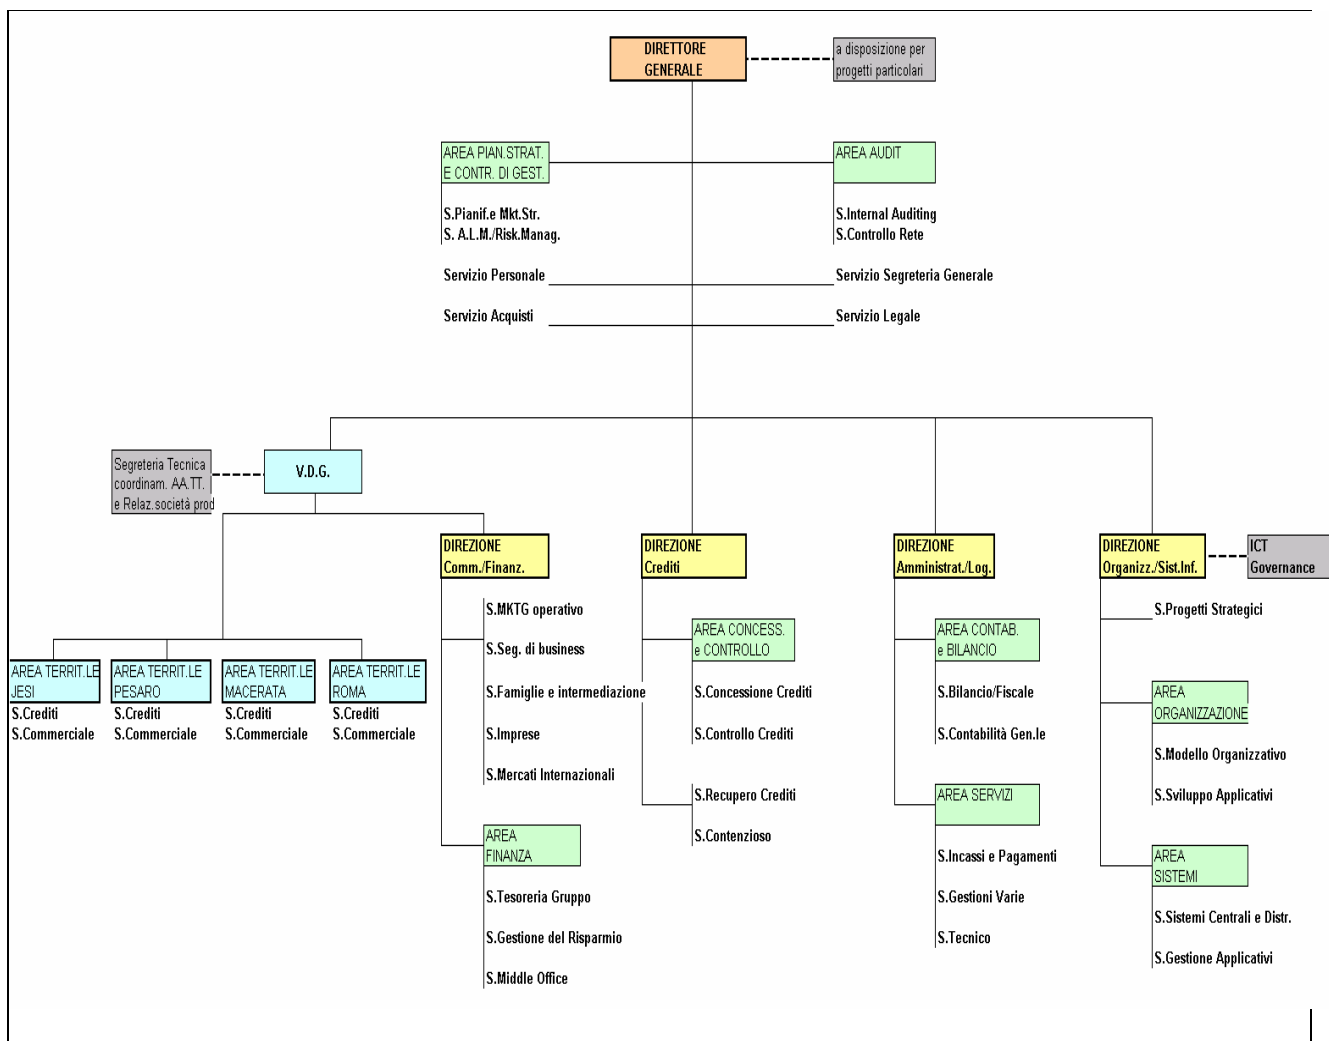 DIRETTORE
GENERALE
a disposizione per
progetti particolari
AREA PIAN.STRAT.
E CONTR. DI GEST.
AREA AUDIT
S.Pianif.e Mkt.Str.
S. A.L.M./Risk.Manag.
S.Internal Auditing
S.Controllo Rete
Servizio Personale
Servizio Segreteria Generale
Servizio Acquisti
Servizio Legale
Segreteria Tecnica
coordinam. AA.TT.
e Relaz.società prod
V.D.G.
DIREZIONE
Comm./Finanz.
DIREZIONE
Crediti
DIREZIONE
Amministrat./Log.
DIREZIONE
Organizz./Sist.Inf.
ICT
Governance
AREA TERRIT.LE
JESI
S.Crediti
S.Commerciale
AREA TERRIT.LE
PESARO
S.Crediti
S.Commerciale
AREA TERRIT.LE
MACERATA
S.Crediti
S.Commerciale
AREA TERRIT.LE
ROMA
S.Crediti
S.Commerciale
S.MKTG operativo
S.Seg. di business
S.Famiglie e intermediazione
S.Imprese
S.Mercati Internazionali
AREA
FINANZA
S.Tesoreria Gruppo
S.Gestione del Risparmio
S.Middle Office
AREA CONCESS.
e CONTROLLO
S.Concessione Crediti
S.Controllo Crediti
S.Recupero Crediti
S.Contenzioso
AREA CONTAB.
e BILANCIO
S.Bilancio/Fiscale
S.Contabilità Gen.le
AREA SERVIZI
S.Incassi e Pagamenti
S.Gestioni Varie
S.Tecnico
S.Progetti Strategici
AREA
ORGANIZZAZIONE
S.Modello Organizzativo
S.Sviluppo Applicativi
AREA
SISTEMI
S.Sistemi Centrali e Distr.
S.Gestione Applicativi